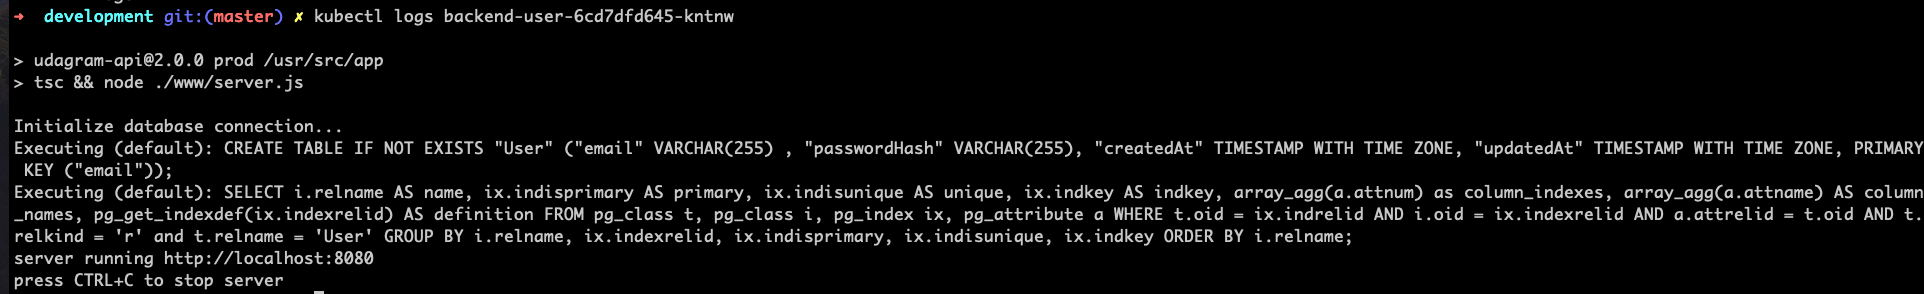 ➜  development git:(master) ✗ kubectl logs backend-user-6cd7dfd645-kntnw
> udagram-api@2.0.0 prod /usr/src/app
> tsc && node ./www/server.js
Initialize database connection...
Executing (default): CREATE TABLE IF NOT EXISTS "User" ("email" VARCHAR(255) , "passwordHash" VARCHAR(255), "createdAt" TIMESTAMP WITH TIME ZONE, "updatedAt" TIMESTAMP WITH TIME ZONE, PRIMARY
 KEY ("email"));
Executing (default): SELECT i.relname AS name, ix.indisprimary AS primary, ix.indisunique AS unique, ix.indkey AS indkey, array_agg(a.attnum) as column_indexes, array_agg(a.attname) AS column
_names, pg_get_indexdef(ix.indexrelid) AS definition FROM pg_class t, pg_class i, pg_index ix, pg_attribute a WHERE t.oid = ix.indrelid AND i.oid = ix.indexrelid AND a.attrelid = t.oid AND t.
relkind = 'r' and t.relname = 'User' GROUP BY i.relname, ix.indexrelid, ix.indisprimary, ix.indisunique, ix.indkey ORDER BY i.relname;
server running http://localhost:8080
press CTRL+C to stop server